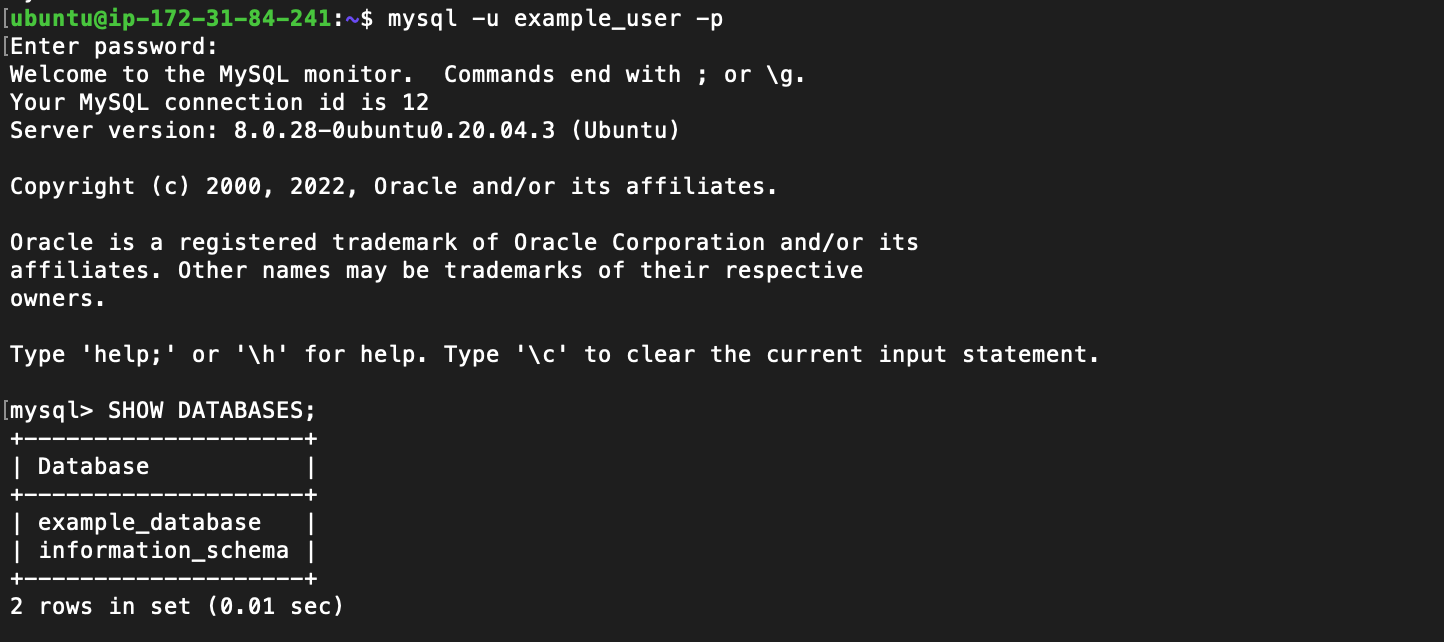 [ubuntu@ip-172-31-84-241:~$ mysql -u example_user -p
[Enter password:
Welcome to the MySQL monitor.  Commands end with ; or \g.
Your MySQL connection id is 12
Server version: 8.0.28-0ubuntu0.20.04.3 (Ubuntu)

Copyright (c) 2000, 2022, Oracle and/or its affiliates.

Oracle is a registered trademark of Oracle Corporation and/or its
affiliates. Other names may be trademarks of their respective
owners.

Type 'help;' or '\h' for help. Type '\c' to clear the current input statement.

[mysql> SHOW DATABASES;
+--------------------+
| Database           |
+--------------------+
| example_database   |
| information_schema |
+--------------------+
2 rows in set (0.01 sec)